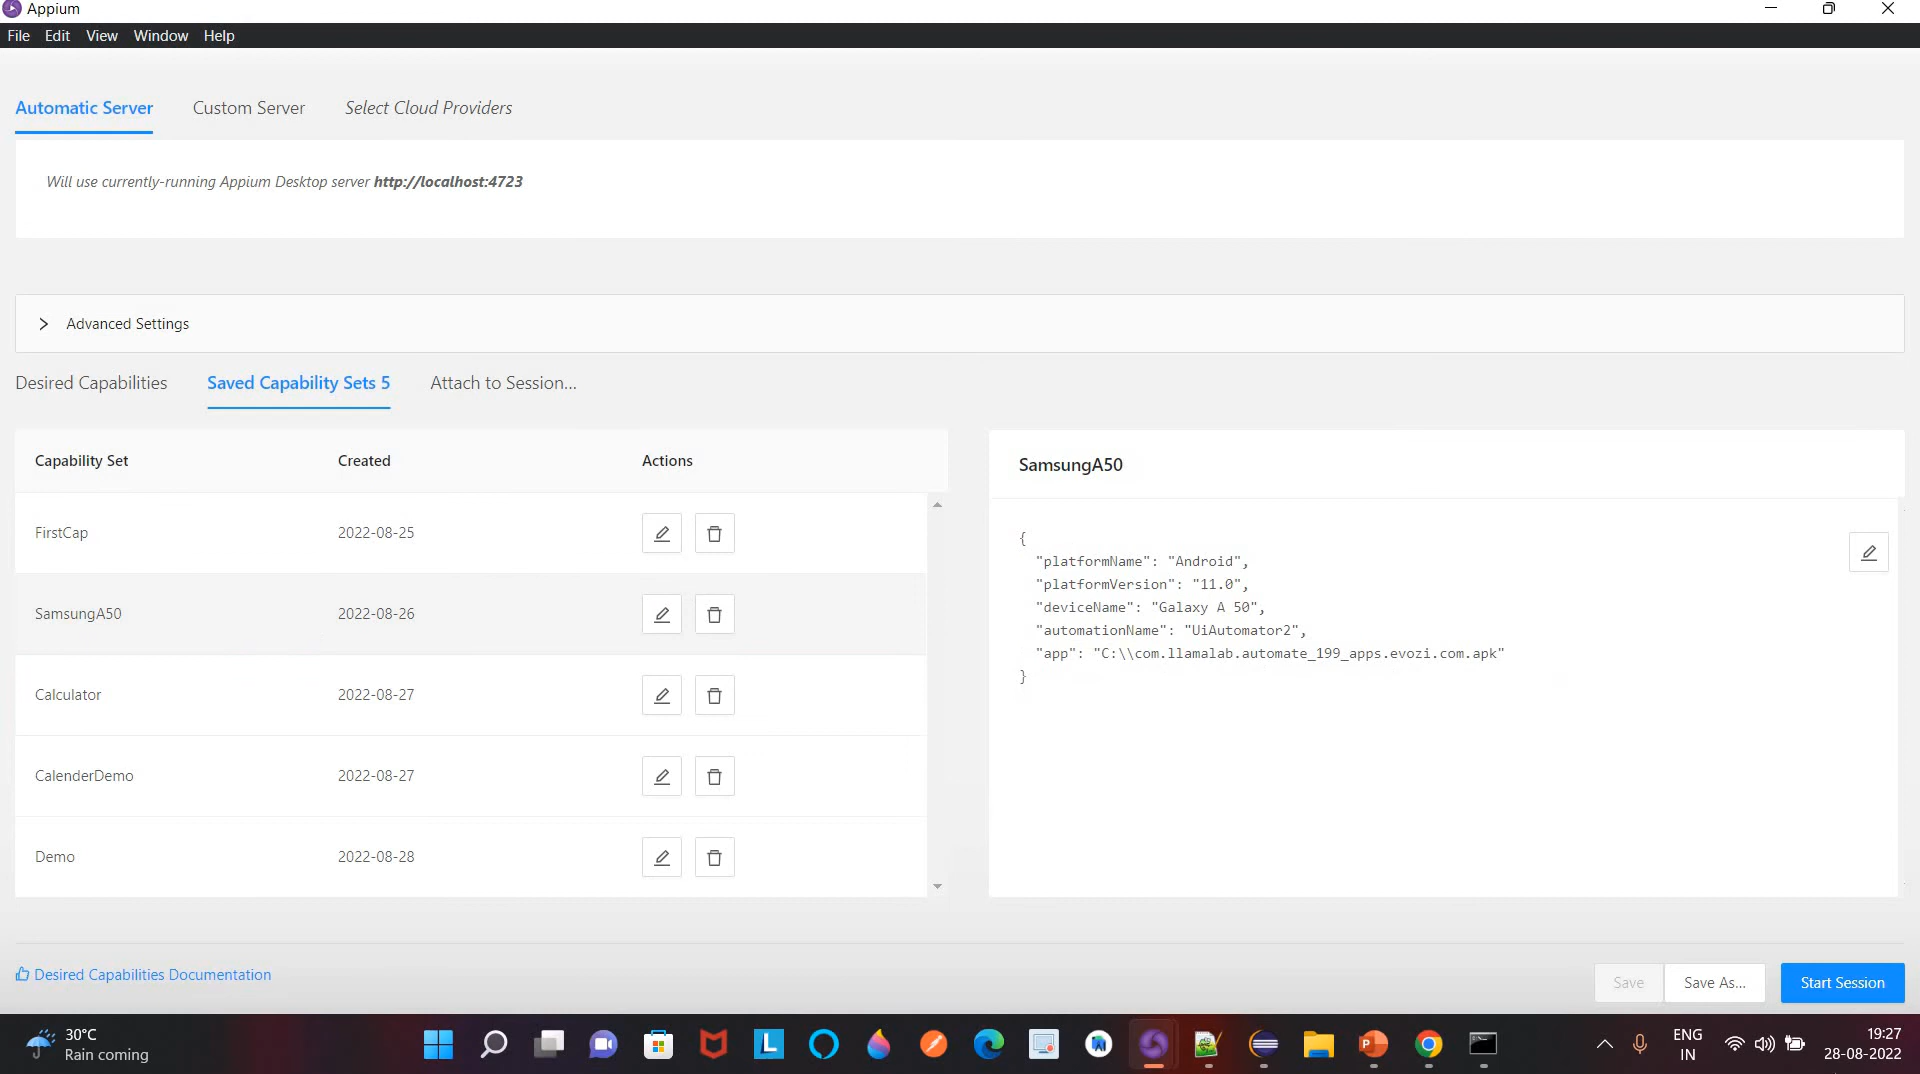 Appium
File Edit View Window Help
Automatic Server Custom Server Select Cloud Providers
Will use currently-running Appium Desktop server http://localhost:4723
Advanced Settings
Desired Capabilities Saved Capability Sets 5 Attach to Session...
Capability Set Created Actions
FirstCap 2022-08-25
SamsungA50 2022-08-26
Calculator 2022-08-27
CalenderDemo 2022-08-27
Demo 2022-08-28
SamsungA50
{
"platformName": "Android",
"platformVersion": "11.0",
"deviceName": "Galaxy A 50",
"automationName": "UiAutomator2",
"app": "C:\\com.llamalab.automate_199_apps.evozi.com.apk"
}
Desired Capabilities Documentation
Save Save As... Start Session
30°C
Rain coming
ENG
IN
19:27
28-08-2022